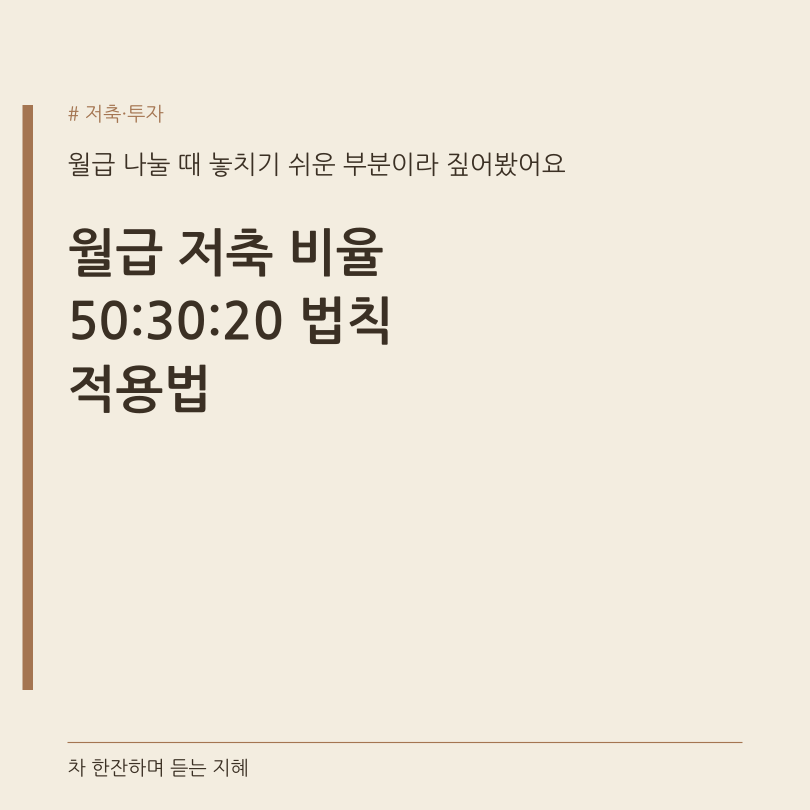 # 저축·투자
월급 나눌 때 놓치기 쉬운 부분이라 짚어봤어요
월급 저축 비율
50:30:20 법칙
적용법
차 한잔하며 듣는 지혜